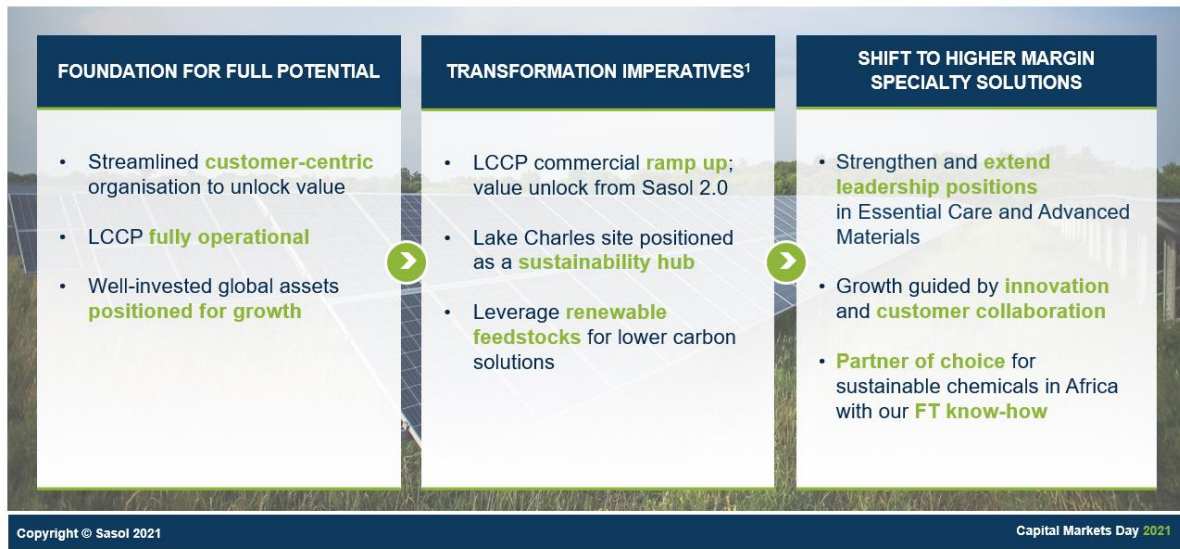 FOUNDATION FOR FULL POTENTIAL
• Streamlined customer-centric
organisation to unlock value
• LCCP fully operational
• Well-invested global assets
positioned for growth
TRANSFORMATION IMPERATIVES¹
• LCCP commercial ramp up;
value unlock from Sasol 2.0
• Lake Charles site positioned
as a sustainability hub
• Leverage renewable
feedstocks for lower carbon
solutions
SHIFT TO HIGHER MARGIN
SPECIALTY SOLUTIONS
• Strengthen and extend
leadership positions
in Essential Care and Advanced
Materials
• Growth guided by innovation
and customer collaboration
• Partner of choice for
sustainable chemicals in Africa
with our FT know-how
Copyright © Sasol 2021
Capital Markets Day 2021